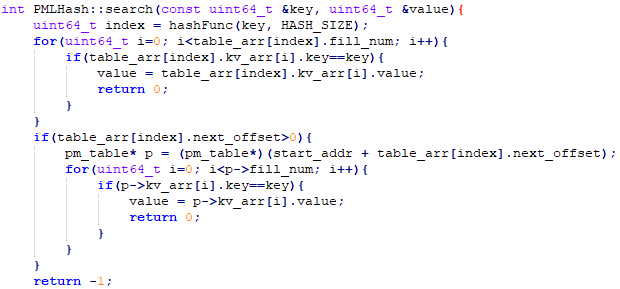 int PMLHash::search(const uint64_t &key, uint64_t &value){
    uint64_t index = hashFunc(key, HASH_SIZE);
    for(uint64_t i=0; i<table_arr[index].fill_num; i++){
        if(table_arr[index].kv_arr[i].key==key){
            value = table_arr[index].kv_arr[i].value;
            return 0;
        }
    }
    if(table_arr[index].next_offset>0){
        pm_table* p = (pm_table*)(start_addr + table_arr[index].next_offset);
        for(uint64_t i=0; i<p->fill_num; i++){
            if(p->kv_arr[i].key==key){
                value = p->kv_arr[i].value;
                return 0;
            }
        }
    }
    return -1;